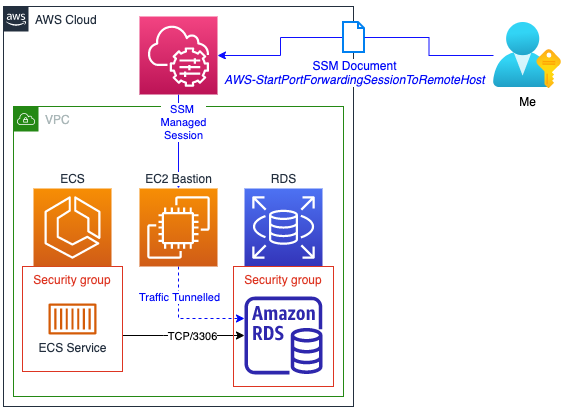 aws
AWS Cloud
SSM Document
AWS-StartPortForwardingSessionToRemoteHost
Me
SSM
Managed
Session
VPC
ECS
EC2 Bastion
RDS
Security group
Security group
Traffic Tunnelled
Amazon
RDS
TCP/3306
ECS Service